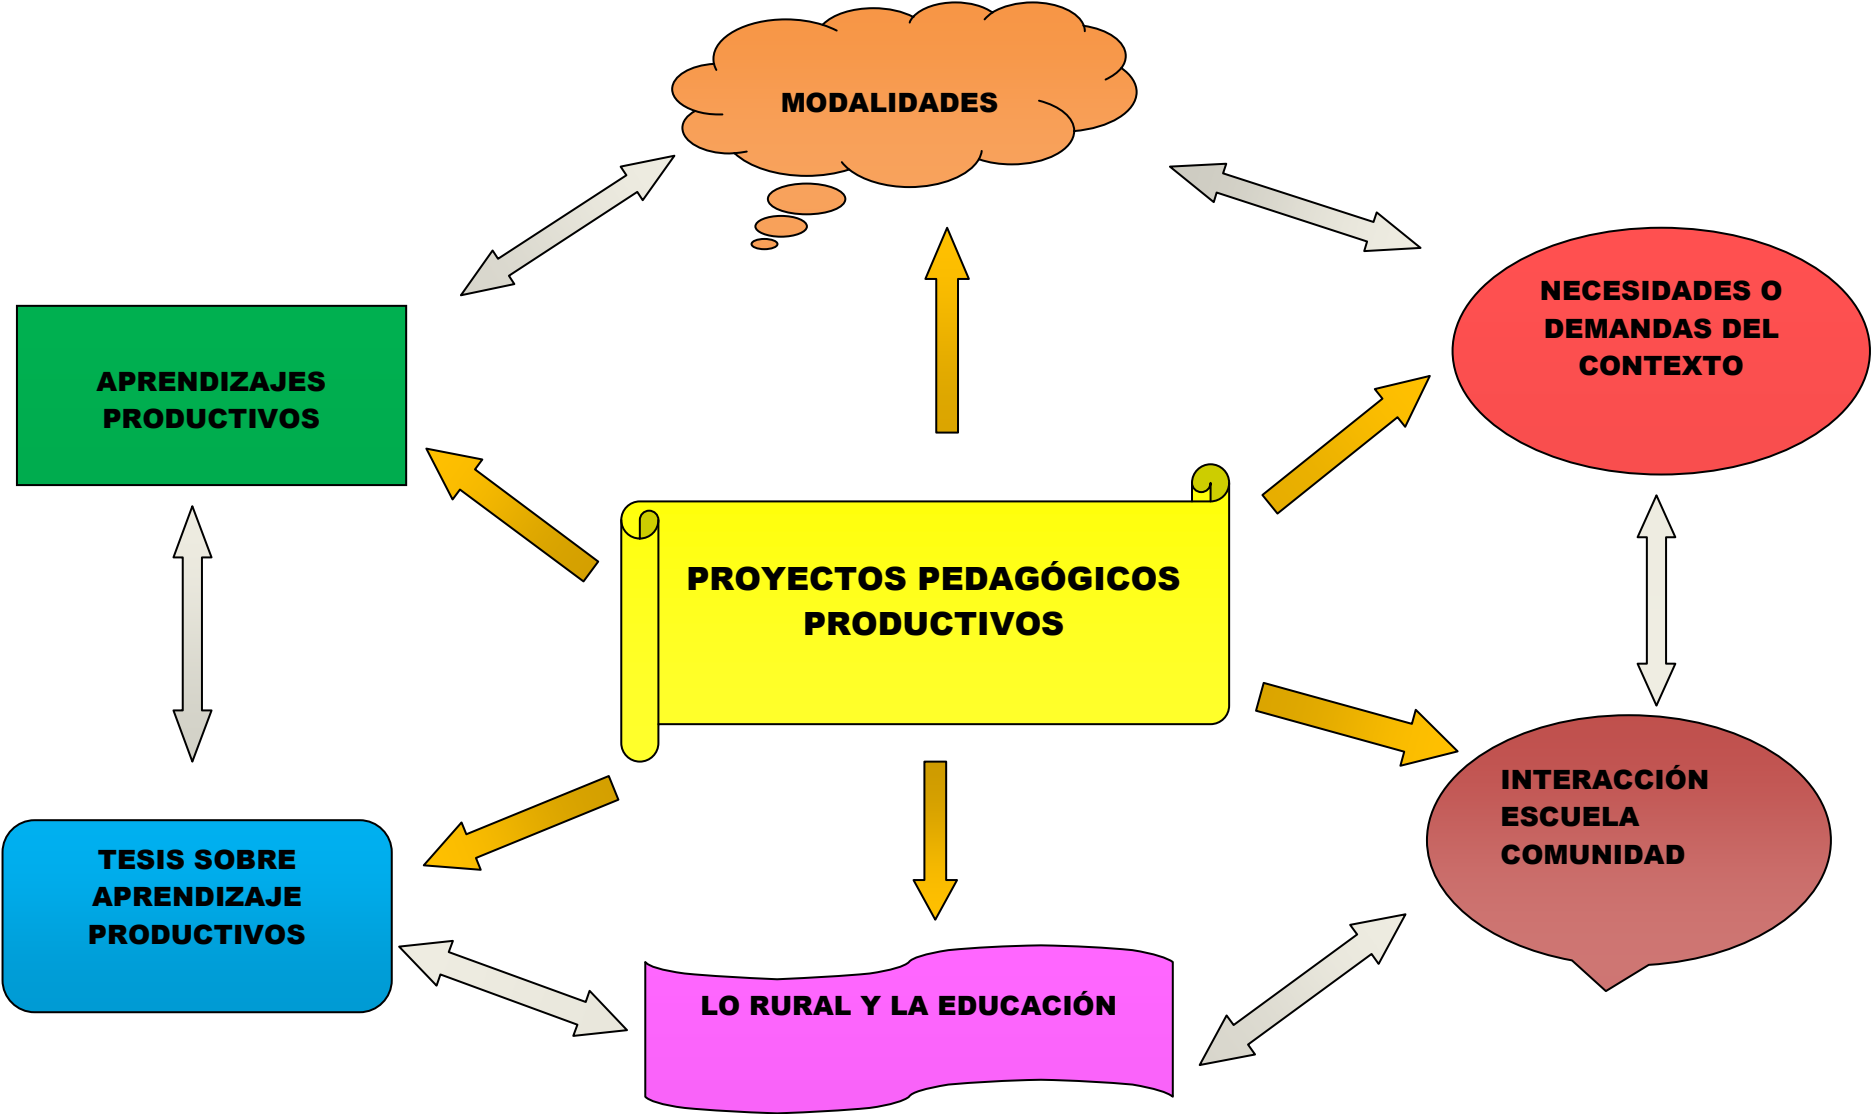 MODALIDADES
NECESIDADES O
DEMANDAS DEL
CONTEXTO
APRENDIZAJES
PRODUCTIVOS
PROYECTOS PEDAGÓGICOS
PRODUCTIVOS
INTERACCIÓN
ESCUELA
COMUNIDAD
TESIS SOBRE
APRENDIZAJE
PRODUCTIVOS
LO RURAL Y LA EDUCACIÓN